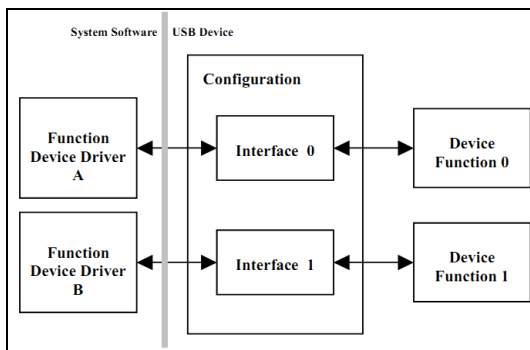 System Software
USB Device
Configuration
Function
Device Driver
A
Interface 0
Device
Function 0
Function
Device Driver
B
Interface 1
Device
Function 1